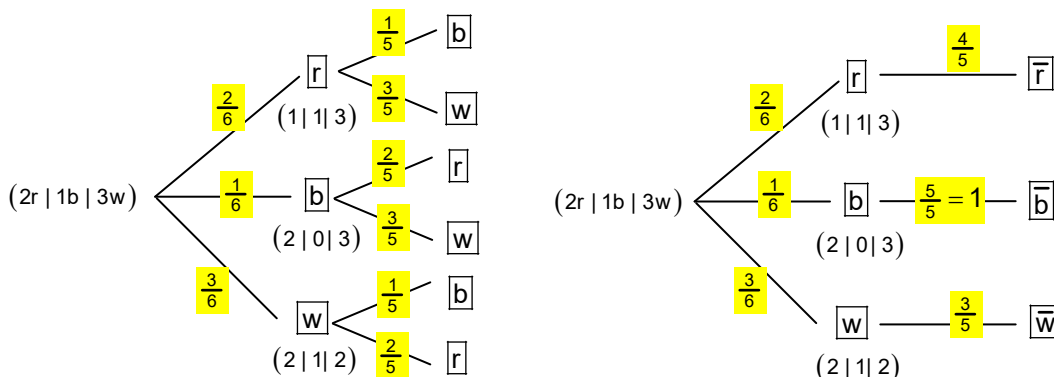 (2r | 1b | 3w)
2/6
r
(1 | 1 | 3)
1/5
b
3/5
w
1/6
b
(2 | 0 | 3)
2/5
r
3/5
w
3/6
w
(2 | 1 | 2)
1/5
b
2/5
r
(2r | 1b | 3w)
2/6
r
(1 | 1 | 3)
4/5
r̅
1/6
b
(2 | 0 | 3)
5/5 = 1
b̅
3/6
w
(2 | 1 | 2)
3/5
w̅